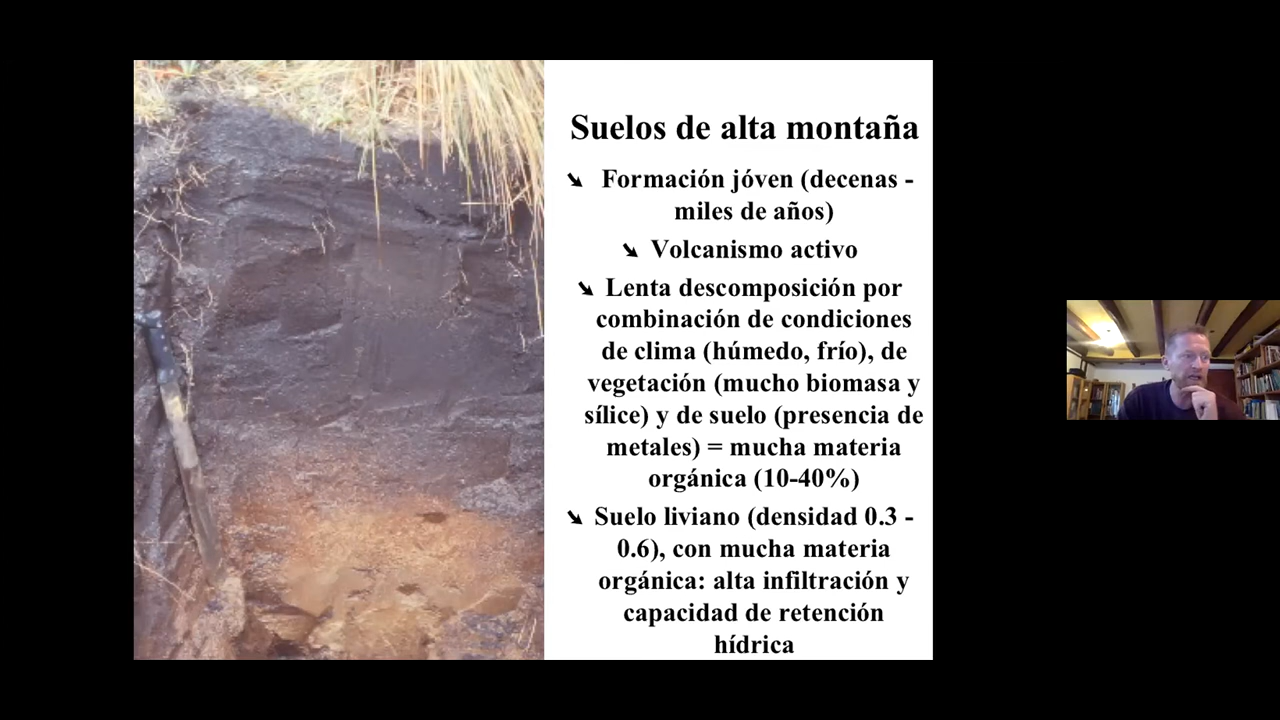 Suelos de alta montaña
➘ Formación jóven (decenas -
miles de años)
➘ Volcanismo activo
➘ Lenta descomposición por
combinación de condiciones
de clima (húmedo, frío), de
vegetación (mucho biomasa y
sílice) y de suelo (presencia de
metales) = mucha materia
orgánica (10-40%)
➘ Suelo liviano (densidad 0.3 -
0.6), con mucha materia
orgánica: alta infiltración y
capacidad de retención
hídrica